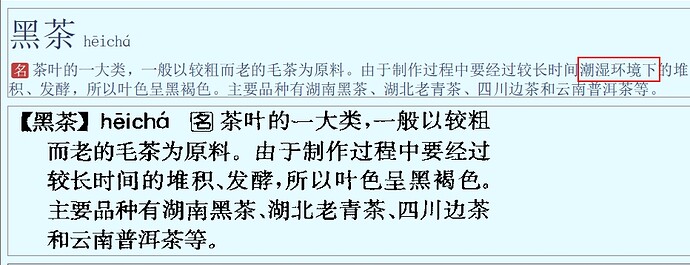 黑茶 hēichá
名 茶叶的一大类，一般以较粗而老的毛茶为原料。由于制作过程中要经过较长时间潮湿环境下的堆
积、发酵，所以叶色呈黑褐色。主要品种有湖南黑茶、湖北老青茶、四川边茶和云南普洱茶等。
【黑茶】hēichá 名 茶叶的一大类，一般以较粗
而老的毛茶为原料。由于制作过程中要经过
较长时间的堆积、发酵，所以叶色呈黑褐色。
主要品种有湖南黑茶、湖北老青茶、四川边茶
和云南普洱茶等。